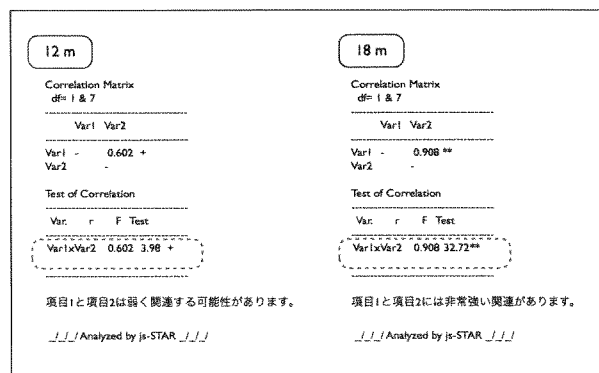 12 m
Correlation Matrix
df= 1 & 7
Var1 Var2
Var1 - 0.602 +
Var2 -
Test of Correlation
Var. r F Test
Var1xVar2 0.602 3.98 +
項目1と項目2は弱く関連する可能性があります。
_/_/_/ Analyzed by js-STAR _/_/_/
18 m
Correlation Matrix
df= 1 & 7
Var1 Var2
Var1 - 0.908 **
Var2 -
Test of Correlation
Var. r F Test
Var1xVar2 0.908 32.72**
項目1と項目2には非常強い関連があります。
_/_/_/ Analyzed by js-STAR _/_/_/